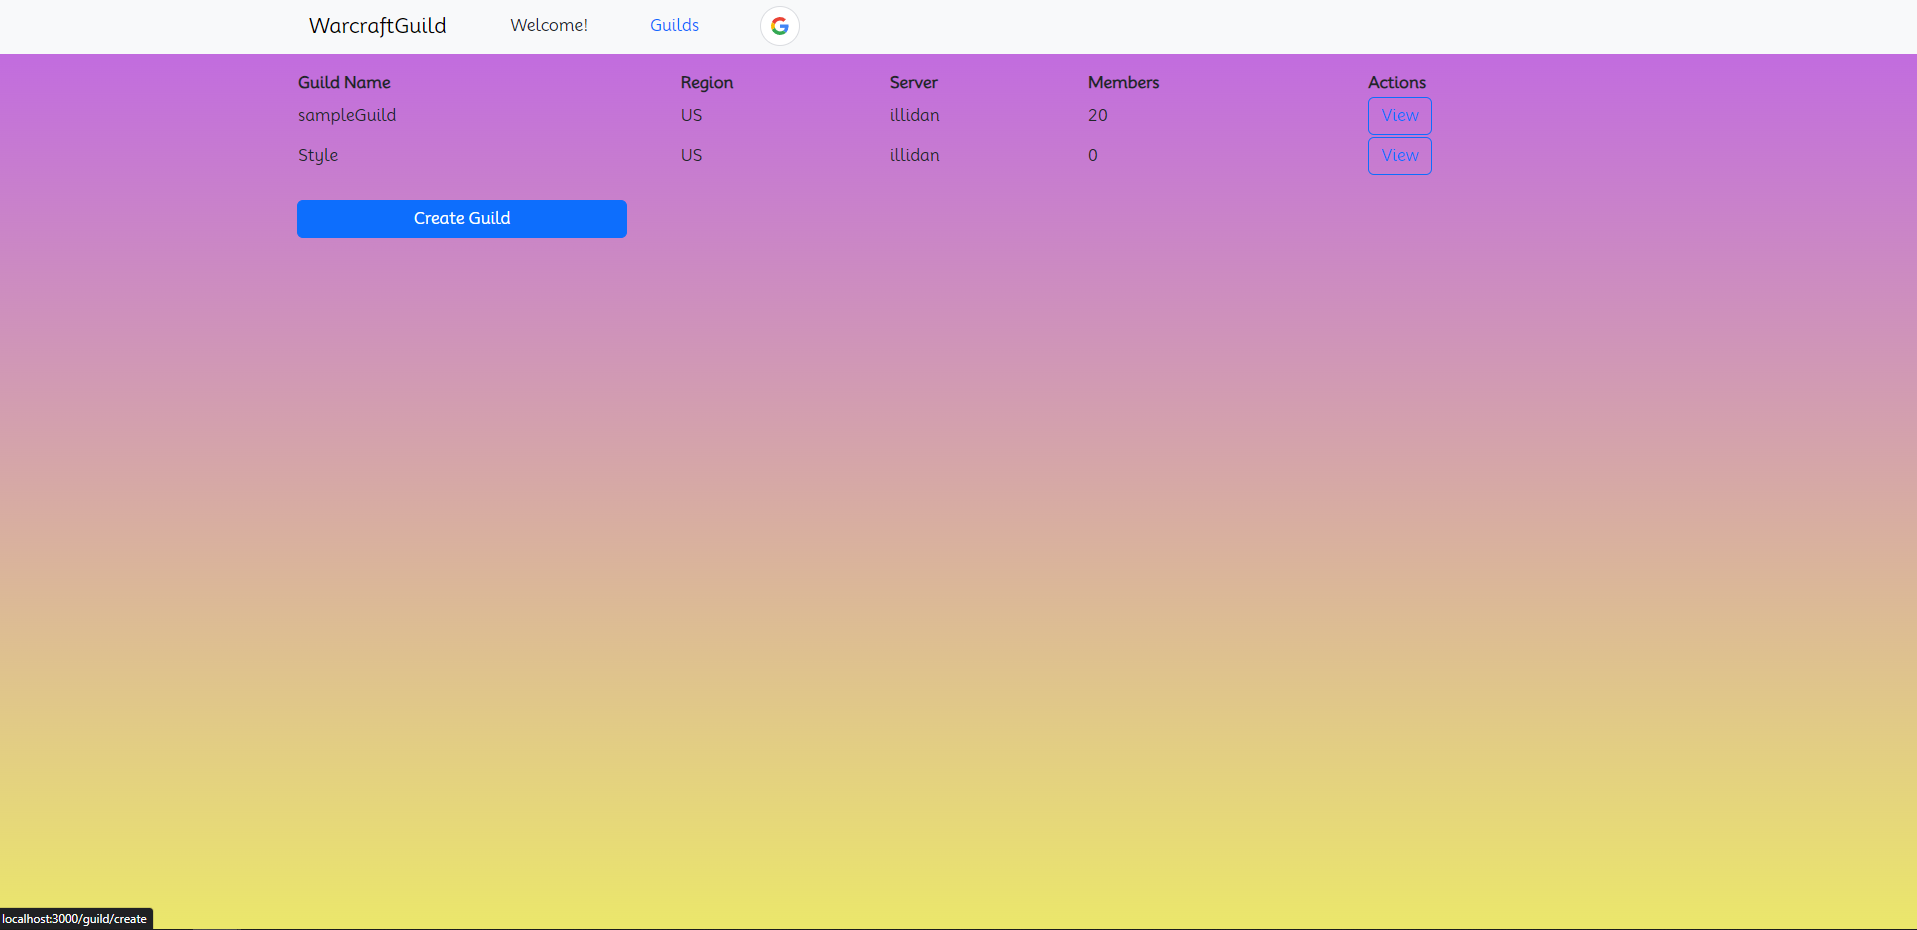 WarcraftGuild Welcome! Guilds
Guild Name Region Server Members Actions
sampleGuild US illidan 20 View
Style US illidan 0 View
Create Guild
localhost:3000/guild/create